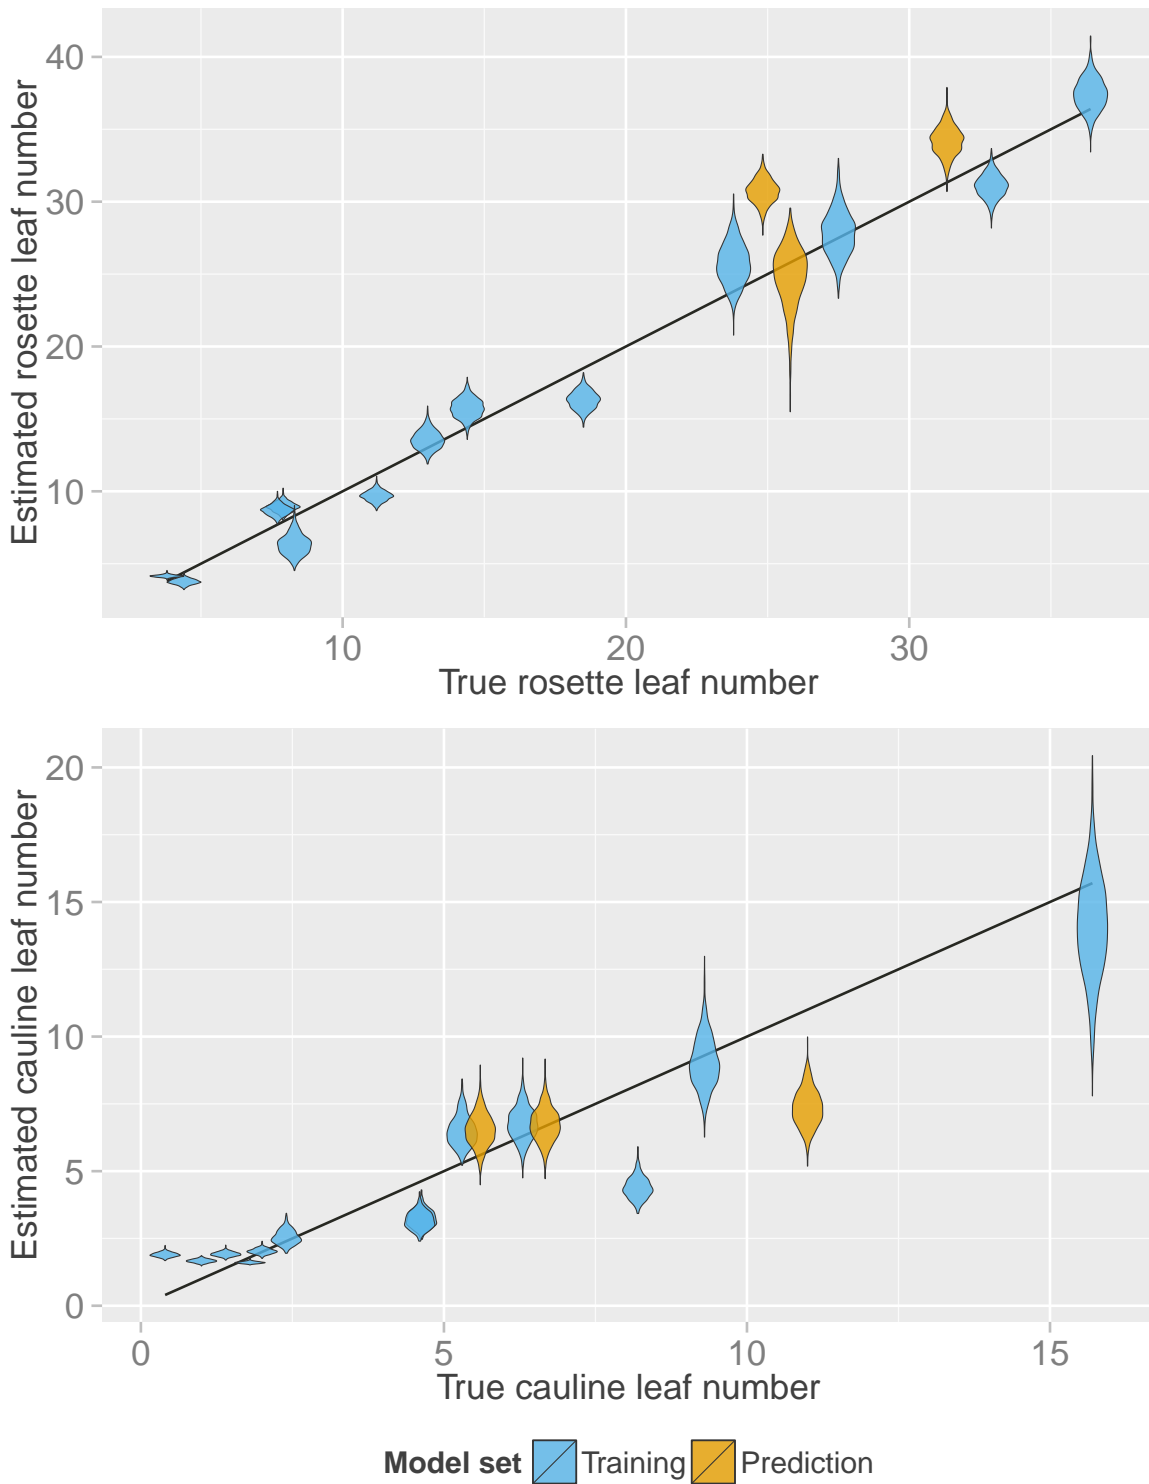 Estimated rosette leaf number
40
30
20
10
10 20 30
True rosette leaf number
Estimated cauline leaf number
20
15
10
5
0
0 5 10 15
True cauline leaf number
Model set Training Prediction